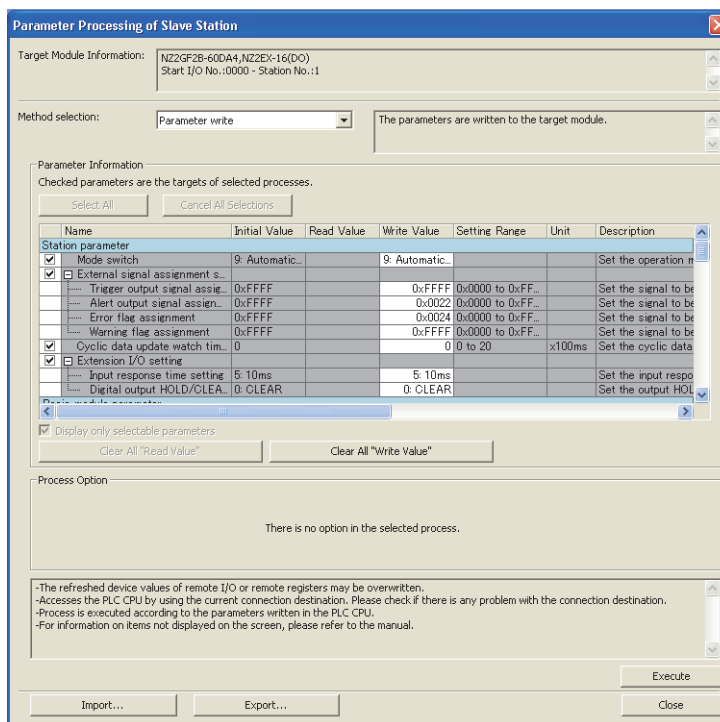 Parameter Processing of Slave Station
Target Module Information: NZ2GF2B-60DA4,NZ2EX-16(DO)
Start I/O No.:0000 - Station No.:1
Method selection: Parameter write The parameters are written to the target module.
Parameter Information
Checked parameters are the targets of selected processes.
Select All Cancel All Selections
Name Initial Value Read Value Write Value Setting Range Unit Description
Station parameter
Mode switch 9: Automatic... 9: Automatic... Set the operation m
External signal assignment s...
Trigger output signal assig... 0xFFFF 0xFFFF 0x0000 to 0xFF... Set the signal to be
Alert output signal assign... 0xFFFF 0x0022 0x0000 to 0xFF... Set the signal to be
Error flag assignment 0xFFFF 0x0024 0x0000 to 0xFF... Set the signal to be
Warning flag assignment 0xFFFF 0xFFFF 0x0000 to 0xFF... Set the signal to be
Cyclic data update watch tim... 0 0 0 to 20 x100ms Set the cyclic data
Extension I/O setting
Input response time setting 5: 10ms 5: 10ms Set the input respo
Digital output HOLD/CLEA... 0: CLEAR 0: CLEAR Set the output HOL
Display only selectable parameters
Clear All "Read Value" Clear All "Write Value"
Process Option
There is no option in the selected process.
-The refreshed device values of remote I/O or remote registers may be overwritten.
-Accesses the PLC CPU by using the current connection destination. Please check if there is any problem with the connection destination.
-Process is executed according to the parameters written in the PLC CPU.
-For information on items not displayed on the screen, please refer to the manual.
Execute
Import... Export... Close